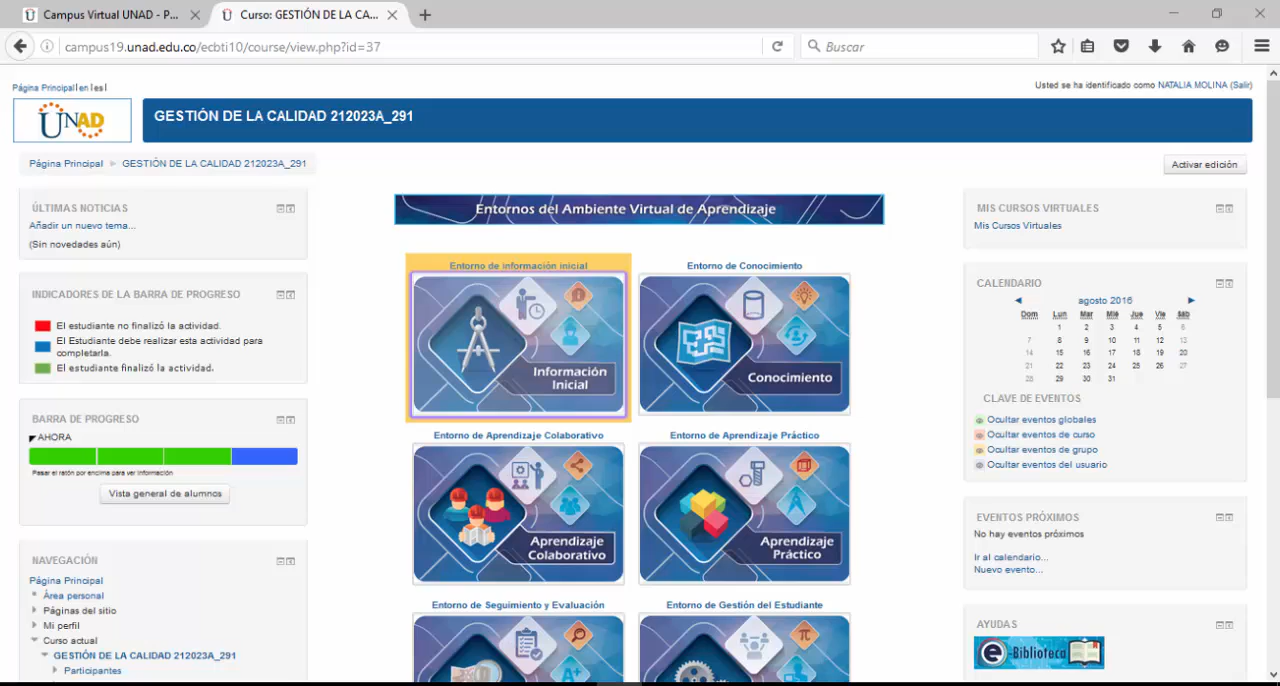 Campus Virtual UNAD - P...
Curso: GESTIÓN DE LA CA...
campus19.unad.edu.co/ecbti10/course/view.php?id=37
Buscar
Página Principal en es
Usted se ha identificado como NATALIA MOLINA (Salir)
UNAD
GESTIÓN DE LA CALIDAD 212023A_291
Página Principal GESTIÓN DE LA CALIDAD 212023A_291
Activar edición
ÚLTIMAS NOTICIAS
Añadir un nuevo tema...
(Sin novedades aún)
INDICADORES DE LA BARRA DE PROGRESO
El estudiante no finalizó la actividad.
El Estudiante debe realizar esta actividad para
completarla.
El estudiante finalizó la actividad.
BARRA DE PROGRESO
AHORA
Pasar el ratón por encima para ver información
Vista general de alumnos
NAVEGACIÓN
Página Principal
Área personal
Páginas del sitio
Mi perfil
Curso actual
GESTIÓN DE LA CALIDAD 212023A_291
Participantes
Entornos del Ambiente Virtual de Aprendizaje
Entorno de información inicial
Información
Inicial
Entorno de Conocimiento
Conocimiento
Entorno de Aprendizaje Colaborativo
Aprendizaje
Colaborativo
Entorno de Aprendizaje Práctico
Aprendizaje
Práctico
Entorno de Seguimiento y Evaluación
A+
Entorno de Gestión del Estudiante
π
MIS CURSOS VIRTUALES
Mis Cursos Virtuales
CALENDARIO
agosto 2016
Dom Lun Mar Mié Jue Vie Sáb
1 2 3 4 5 6
7 8 9 10 11 12 13
14 15 16 17 18 19 20
21 22 23 24 25 26 27
28 29 30 31
CLAVE DE EVENTOS
Ocultar eventos globales
Ocultar eventos de curso
Ocultar eventos de grupo
Ocultar eventos del usuario
EVENTOS PRÓXIMOS
No hay eventos próximos
Ir al calendario...
Nuevo evento...
AYUDAS
e-Biblioteca